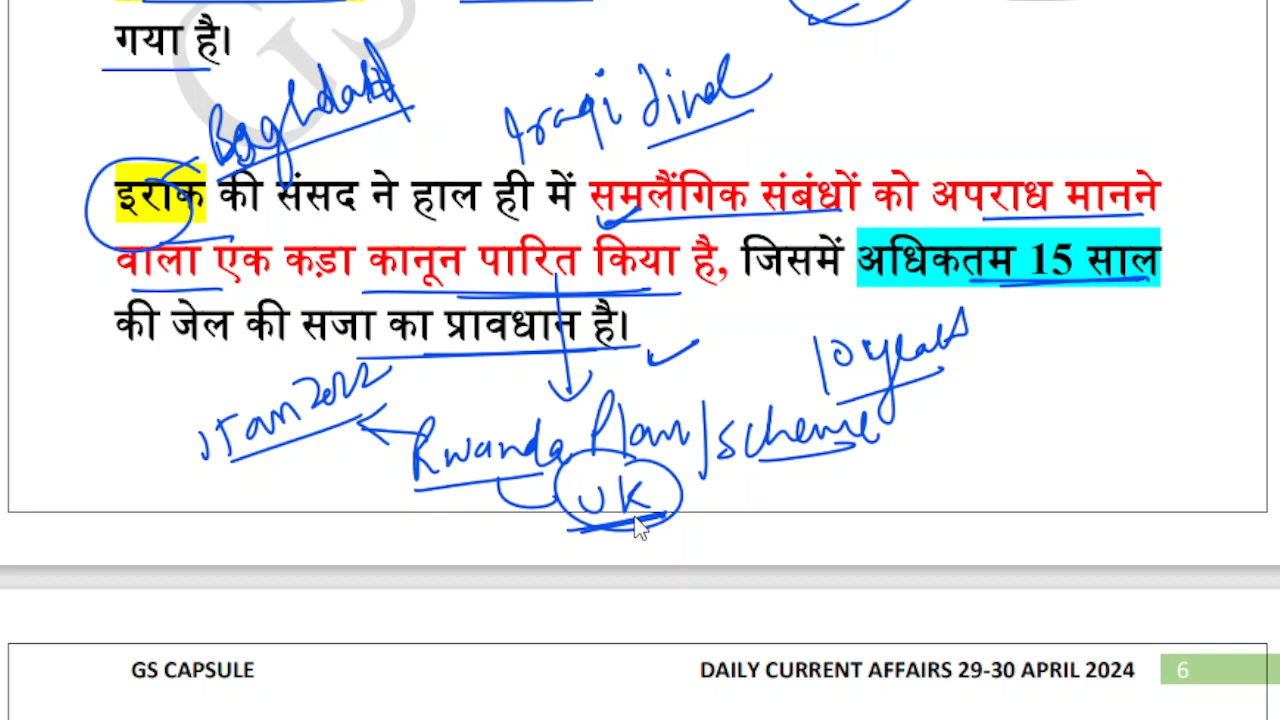 गया है।
Baghdad
Iraqi Dinar
इराक की संसद ने हाल ही में समलैंगिक संबंधों को अपराध मानने
वाला एक कड़ा कानून पारित किया है, जिसमें अधिकतम 15 साल
की जेल की सजा का प्रावधान है।
10 years
1 Jan 2022
Rwanda Plan/scheme
UK
GS CAPSULE DAILY CURRENT AFFAIRS 29-30 APRIL 2024 6